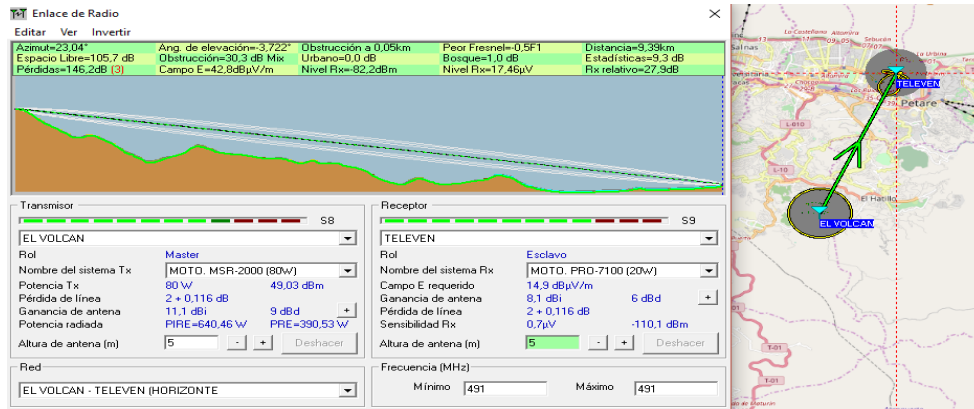 Enlace de Radio
Editar Ver Invertir
Azimut=23,04° Ang. de elevación=-3,722° Obstrucción a 0,05km Peor Fresnel=-0,5F1 Distancia=9,39km
Espacio Libre=105,7 dB Obstrucción=30,3 dB Mix Urbano=0,0 dB Bosque=1,0 dB Estadísticas=9,3 dB
Pérdidas=146,2dB (3) Campo E=42,8dBµV/m Nivel Rx=-82,2dBm Nivel Rx=17,46µV Rx relativo=27,9dB
Transmisor
S8
EL VOLCAN
Rol Master
Nombre del sistema Tx MOTO. MSR-2000 (80W)
Potencia Tx 80 W 49,03 dBm
Pérdida de línea 2 + 0,116 dB
Ganancia de antena 11,1 dBi 9 dBd +
Potencia radiada PIRE=640,46 W PRE=390,53 W
Altura de antena (m) 5 - + Deshacer
Receptor
S9
TELEVEN
Rol Esclavo
Nombre del sistema Rx MOTO. PRO-7100 (20W)
Campo E requerido 14,9 dBµV/m
Ganancia de antena 8,1 dBi 6 dBd +
Pérdida de línea 2 + 0,116 dB
Sensibilidad Rx 0,7µV -110,1 dBm
Altura de antena (m) 5 - + Deshacer
Red
EL VOLCAN - TELEVEN (HORIZONTE
Frecuencia (MHz)
Mínimo 491 Máximo 491
TELEVEN
Petare
L-010
L-10
El Hatillo
EL VOLCAN
T-01
T-01